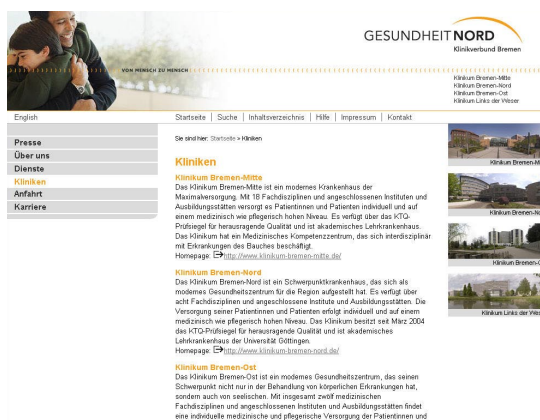 GESUNDHEIT NORD
Klinikverbund Bremen
VON MENSCH ZU MENSCH
Klinikum Bremen-Mitte
Klinikum Bremen-Nord
Klinikum Bremen-Ost
Klinikum Links der Weser
English
Startseite | Suche | Inhaltsverzeichnis | Hilfe | Impressum | Kontakt
Presse
Über uns
Dienste
Kliniken
Anfahrt
Karriere
Sie sind hier: Startseite > Kliniken
Kliniken
Klinikum Bremen-Mitte
Das Klinikum Bremen-Mitte ist ein modernes Krankenhaus der
Maximalversorgung. Mit 18 Fachdisziplinen und angeschlossenen Instituten und
Ausbildungsstätten versorgt es Patientinnen und Patienten individuell und auf
einem medizinisch wie pflegerisch hohen Niveau. Es verfügt über das KTQ-
Prüfsiegel für herausragende Qualität und ist akademisches Lehrkrankenhaus.
Das Klinikum hat ein Medizinisches Kompetenzzentrum, das sich interdisziplinär
mit Erkrankungen des Bauches beschäftigt.
Homepage: http://www.klinikum-bremen-mitte.de/
Klinikum Bremen-Nord
Das Klinikum Bremen-Nord ist ein Schwerpunktkrankenhaus, das sich als
modernes Gesundheitszentrum für die Region aufgestellt hat. Es verfügt über
acht Fachdisziplinen und angeschlossene Institute und Ausbildungsstätten. Die
Versorgung seiner Patientinnen und Patienten erfolgt individuell und auf einem
medizinisch wie pflegerisch hohen Niveau. Das Klinikum besitzt seit März 2004
das KTQ-Prüfsiegel für herausragende Qualität und ist akademisches
Lehrkrankenhaus der Universität Göttingen.
Homepage: http://www.klinikum-bremen-nord.de/
Klinikum Bremen-Ost
Das Klinikum Bremen-Ost ist ein modernes Gesundheitszentrum, das seinen
Schwerpunkt nicht nur in der Behandlung von körperlichen Erkrankungen hat,
sondern auch von seelischen. Mit insgesamt zwölf medizinischen
Fachdisziplinen und angeschlossenen Instituten und Ausbildungsstätten findet
eine individuelle medizinische und pflegerische Versorgung der Patientinnen und
Klinikum Bremen-M
Klinikum Bremen-No
Klinikum Bremen-O
Klinikum Links der Wes